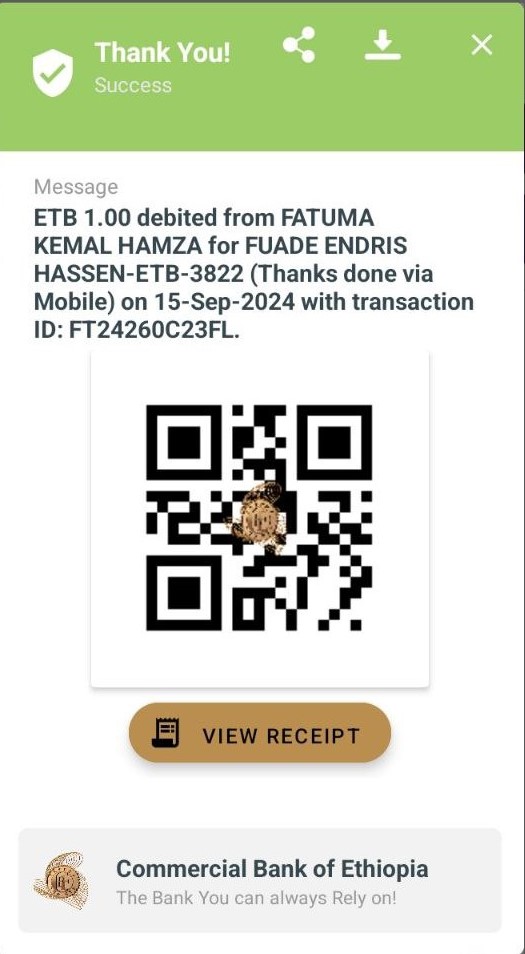 Thank You!
Success
Message
ETB 1.00 debited from FATUMA
KEMAL HAMZA for FUADE ENDRIS
HASSEN-ETB-3822 (Thanks done via
Mobile) on 15-Sep-2024 with transaction
ID: FT24260C23FL.
VIEW RECEIPT
Commercial Bank of Ethiopia
The Bank You can always Rely on!